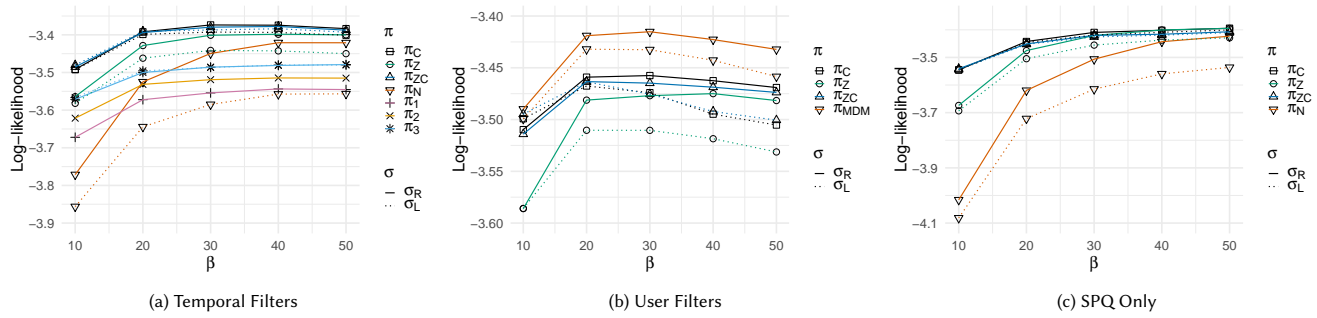 −3.4
−3.5
−3.6
−3.7
−3.8
−3.9
Log−likelihood
10 20 30 40 50
β
π
πC
πZ
πZC
πN
π1
π2
π3
σ
σR
σL
(a) Temporal Filters
−3.40
−3.45
−3.50
−3.55
−3.60
Log−likelihood
10 20 30 40 50
β
π
πC
πZ
πZC
πMDM
σ
σR
σL
(b) User Filters
−3.5
−3.7
−3.9
−4.1
Log−likelihood
10 20 30 40 50
β
π
πC
πZ
πZC
πN
σ
σR
σL
(c) SPQ Only